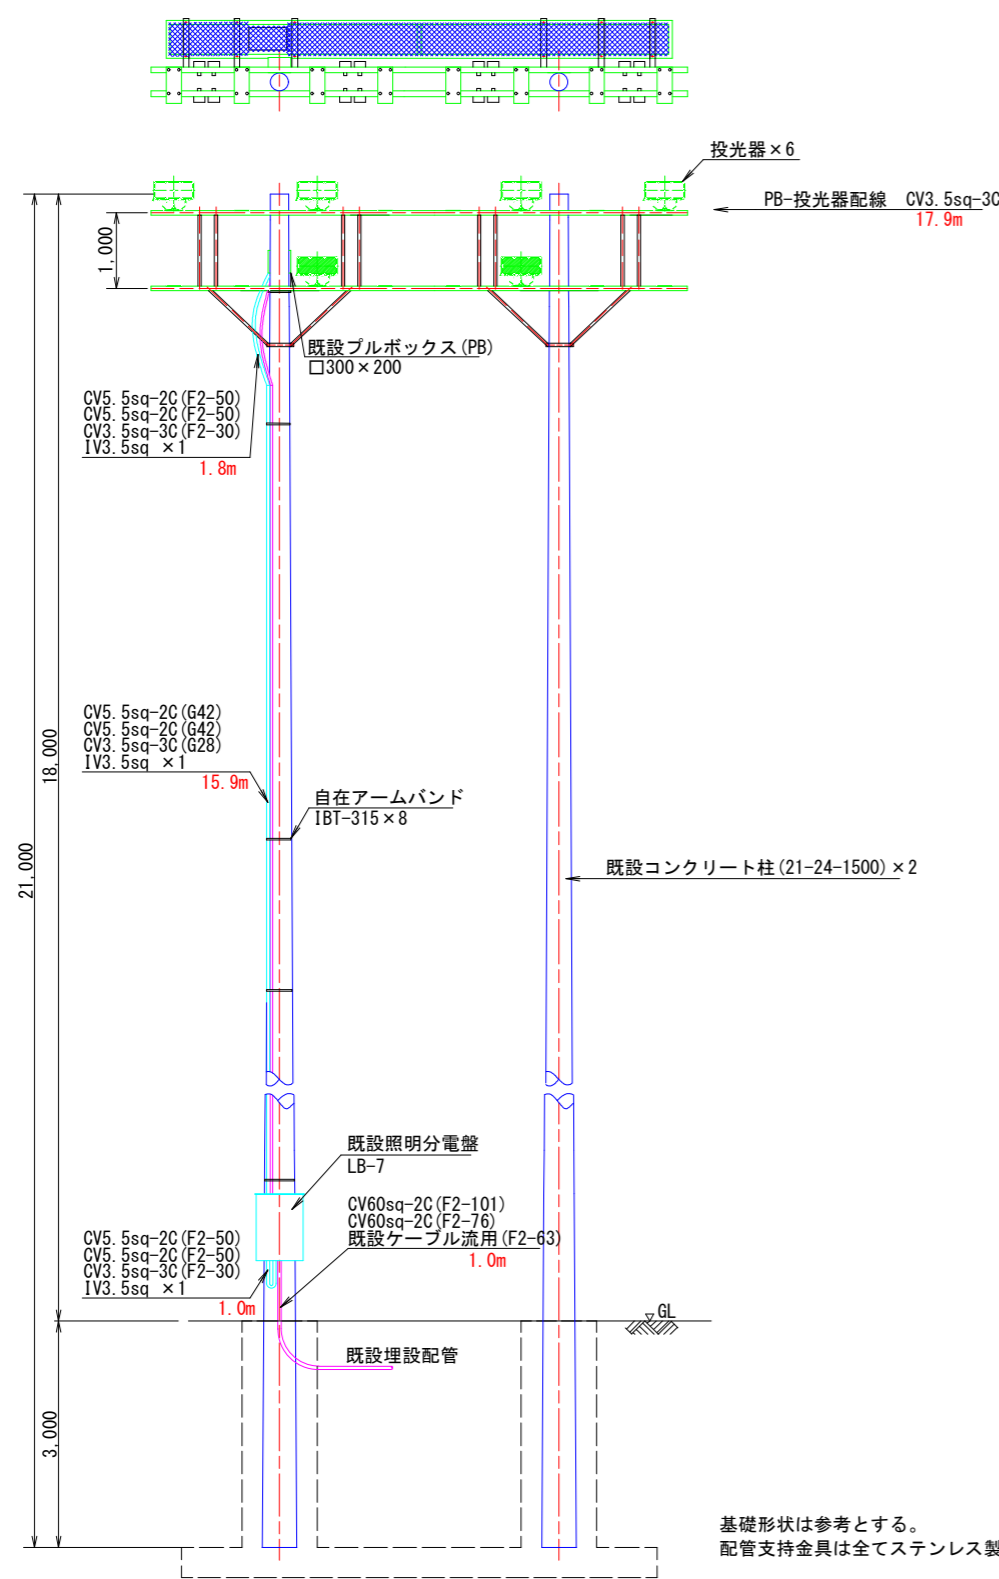 投光器×6
PB-投光器配線 CV3.5sq-3C
17.9m
1,000
既設プルボックス(PB)
□300×200
CV5.5sq-2C(F2-50)
CV5.5sq-2C(F2-50)
CV3.5sq-3C(F2-30)
IV3.5sq ×1
1.8m
CV5.5sq-2C(G42)
CV5.5sq-2C(G42)
CV3.5sq-3C(G28)
IV3.5sq ×1
15.9m
18,000
21,000
自在アームバンド
IBT-315×8
既設コンクリート柱(21-24-1500)×2
既設照明分電盤
LB-7
CV60sq-2C(F2-101)
CV60sq-2C(F2-76)
既設ケーブル流用(F2-63)
1.0m
CV5.5sq-2C(F2-50)
CV5.5sq-2C(F2-50)
CV3.5sq-3C(F2-30)
IV3.5sq ×1
1.0m
GL
既設埋設配管
3,000
基礎形状は参考とする。
配管支持金具は全てステンレス製